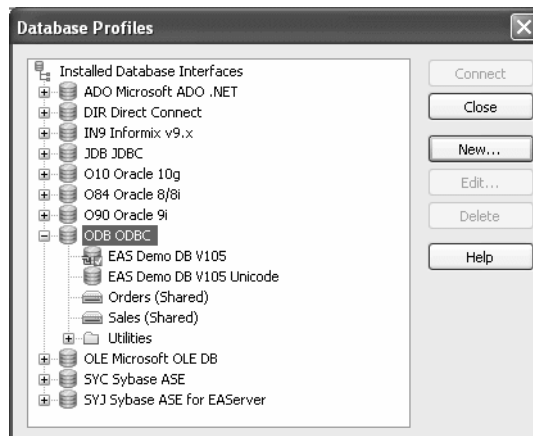 Database Profiles
Installed Database Interfaces
ADO Microsoft ADO .NET
DIR Direct Connect
IN9 Informix v9.x
JDB JDBC
O10 Oracle 10g
O84 Oracle 8/8i
O90 Oracle 9i
ODB ODBC
EAS Demo DB V105
EAS Demo DB V105 Unicode
Orders (Shared)
Sales (Shared)
Utilities
OLE Microsoft OLE DB
SYC Sybase ASE
SYJ Sybase ASE for EAServer
Connect
Close
New...
Edit...
Delete
Help